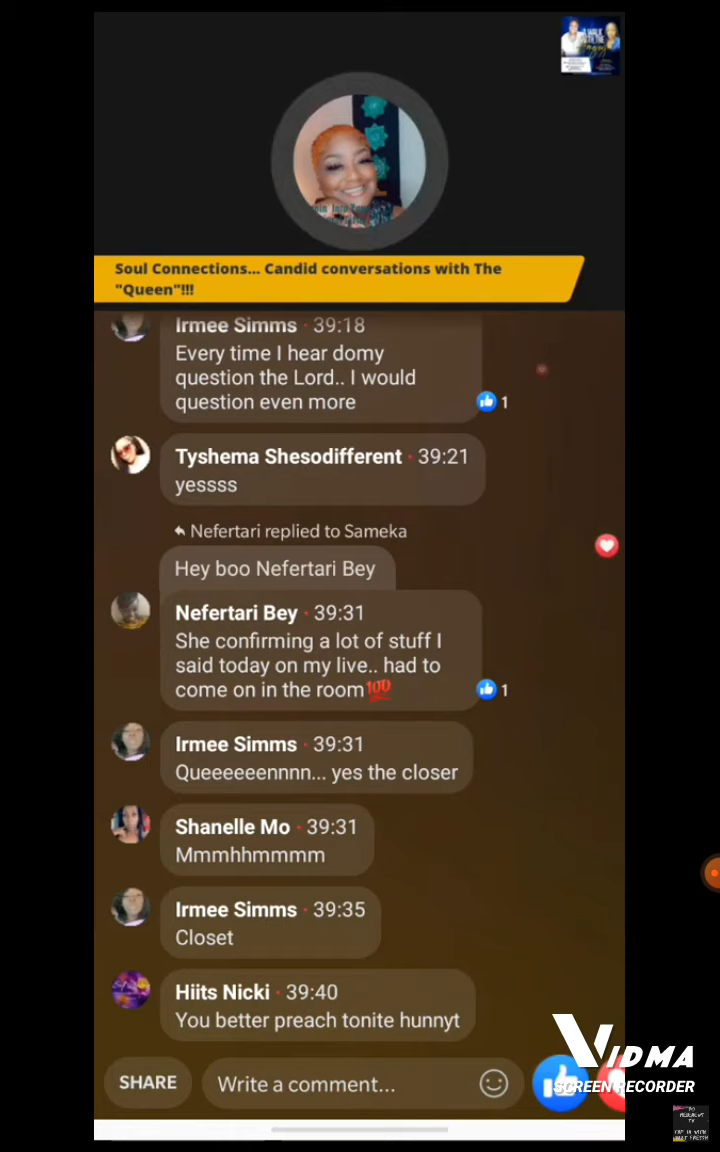 Soul Connections... Candid conversations with The
"Queen"!!!
Irmee Simms · 39:18
Every time I hear domy
question the Lord.. I would
question even more
1
Tyshema Shesodifferent · 39:21
yessss
Nefertari replied to Sameka
Hey boo Nefertari Bey
Nefertari Bey · 39:31
She confirming a lot of stuff I
said today on my live.. had to
come on in the room💯
1
Irmee Simms · 39:31
Queeeeeennnn... yes the closer
Shanelle Mo · 39:31
Mmmhhmmmm
Irmee Simms · 39:35
Closet
Hiits Nicki · 39:40
You better preach tonite hunnyt
SHARE
Write a comment...
VIDMA
SCREEN RECORDER